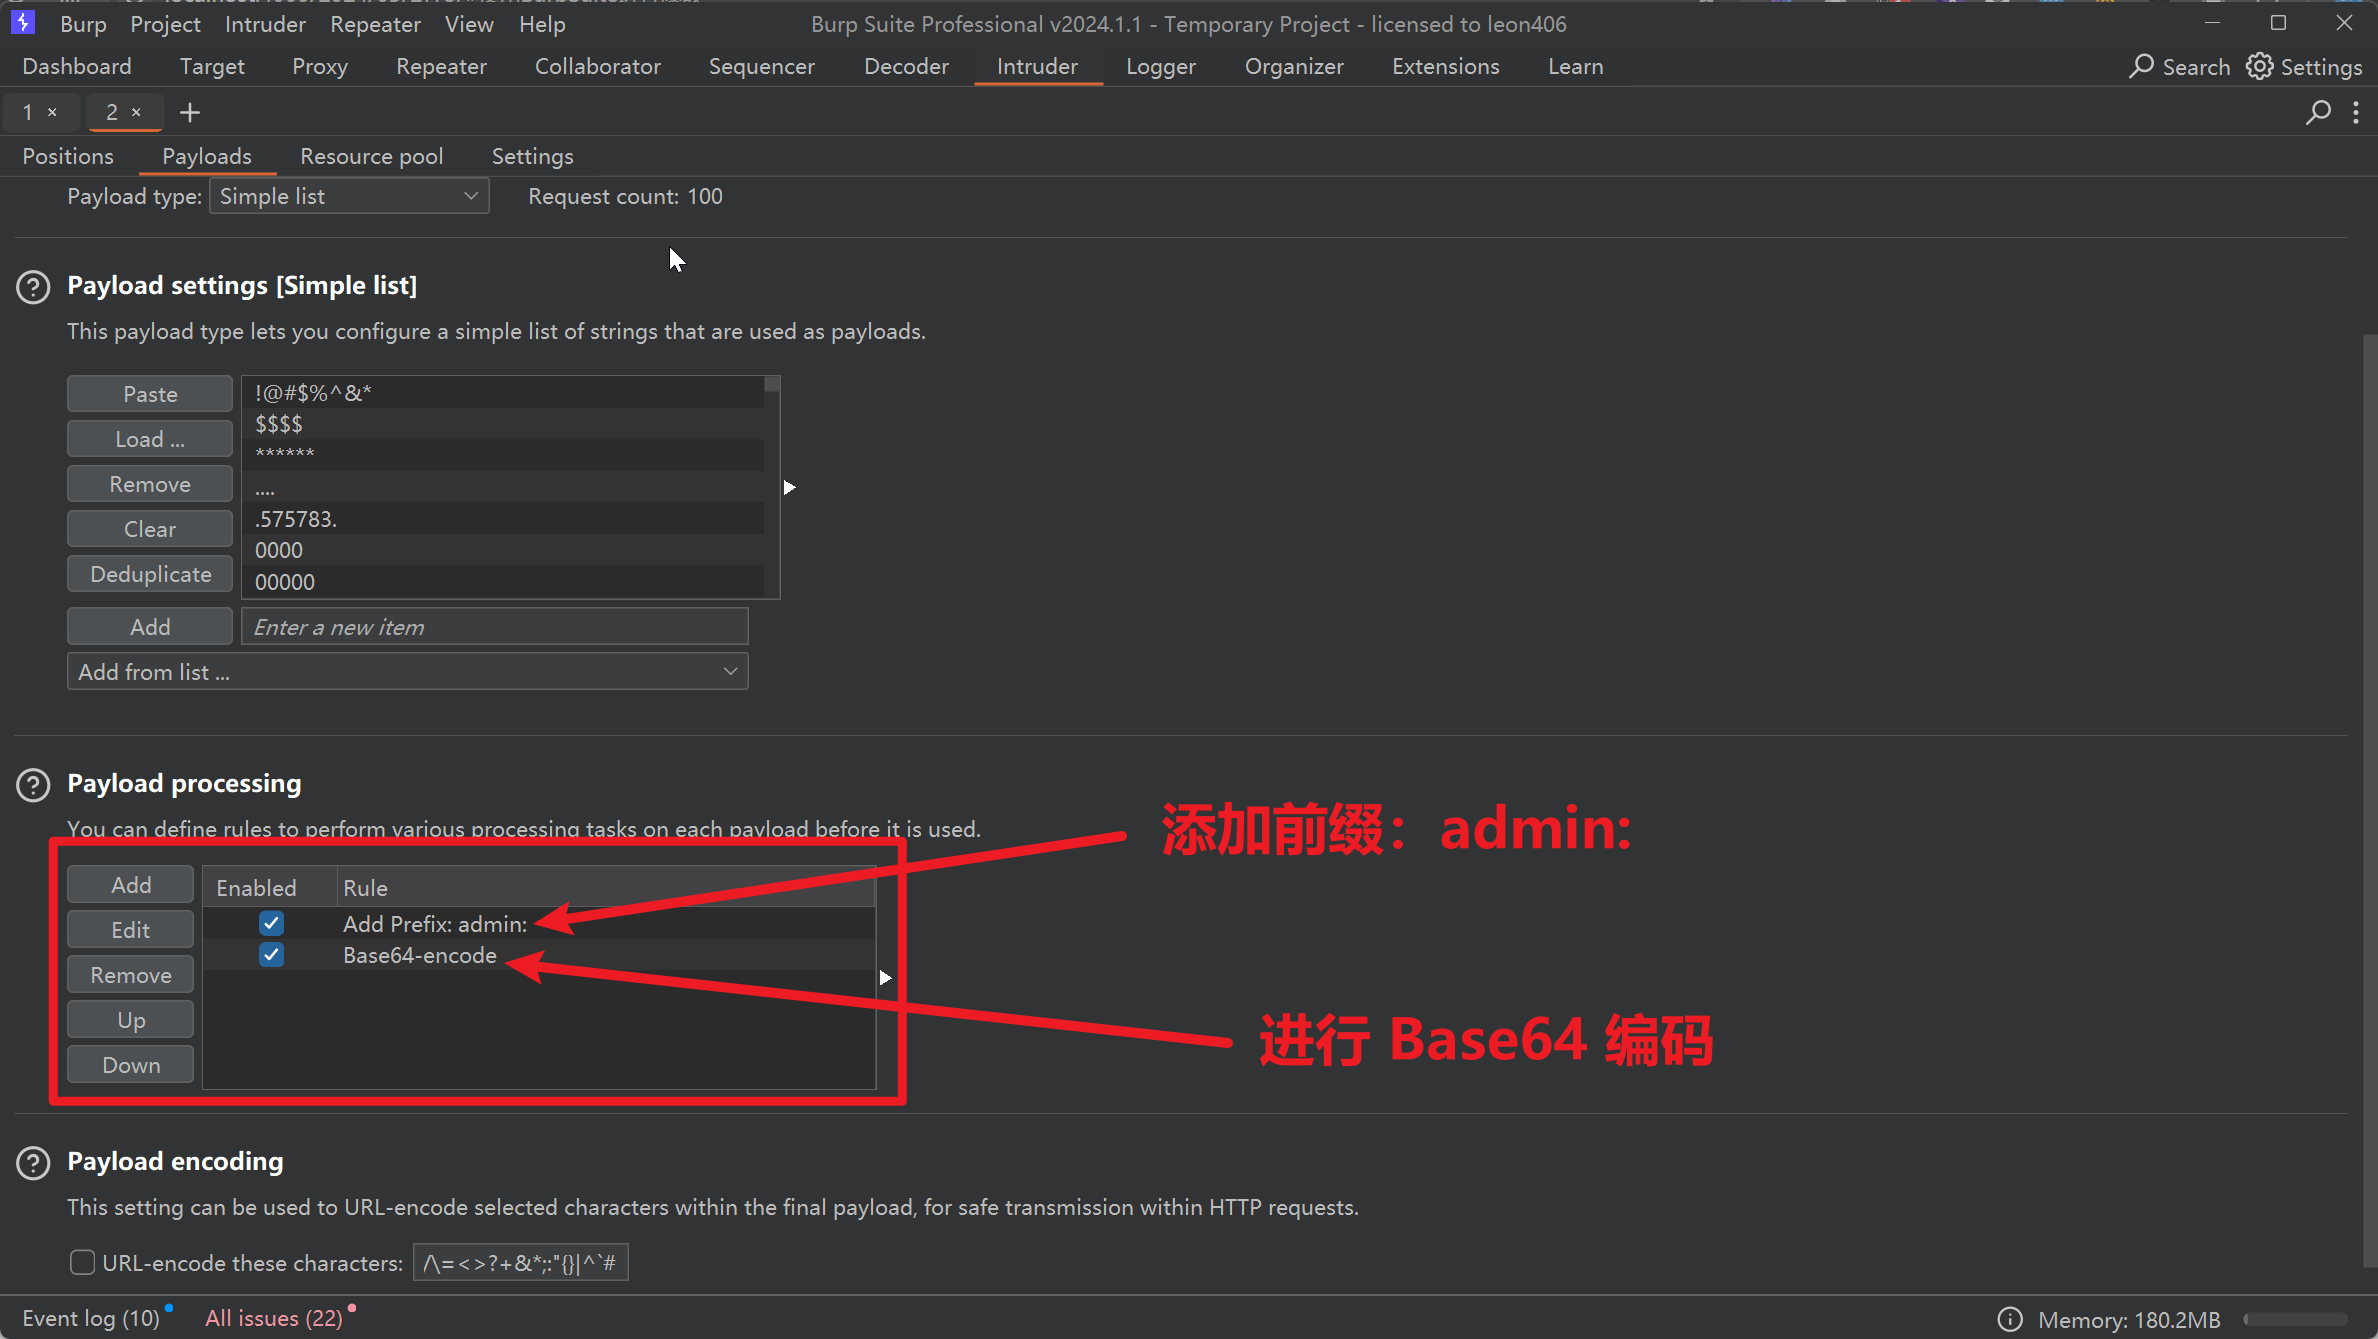 Burp Project Intruder Repeater View Help Burp Suite Professional v2024.1.1 - Temporary Project - licensed to leon406
Dashboard Target Proxy Repeater Collaborator Sequencer Decoder Intruder Logger Organizer Extensions Learn Search Settings
1 × 2 × +
Positions Payloads Resource pool Settings
Payload type: Simple list Request count: 100
Payload settings [Simple list]
This payload type lets you configure a simple list of strings that are used as payloads.
Paste
Load ...
Remove
Clear
Deduplicate
!@#$%^&*
$$$$
******
....
.575783.
0000
00000
Add Enter a new item
Add from list ...
Payload processing
You can define rules to perform various processing tasks on each payload before it is used.
添加前缀：admin:
Add
Edit
Remove
Up
Down
Enabled Rule
Add Prefix: admin:
Base64-encode
进行 Base64 编码
Payload encoding
This setting can be used to URL-encode selected characters within the final payload, for safe transmission within HTTP requests.
URL-encode these characters: /\=<>?+&*;:"{}|^`#
Event log (10) All issues (22) Memory: 180.2MB